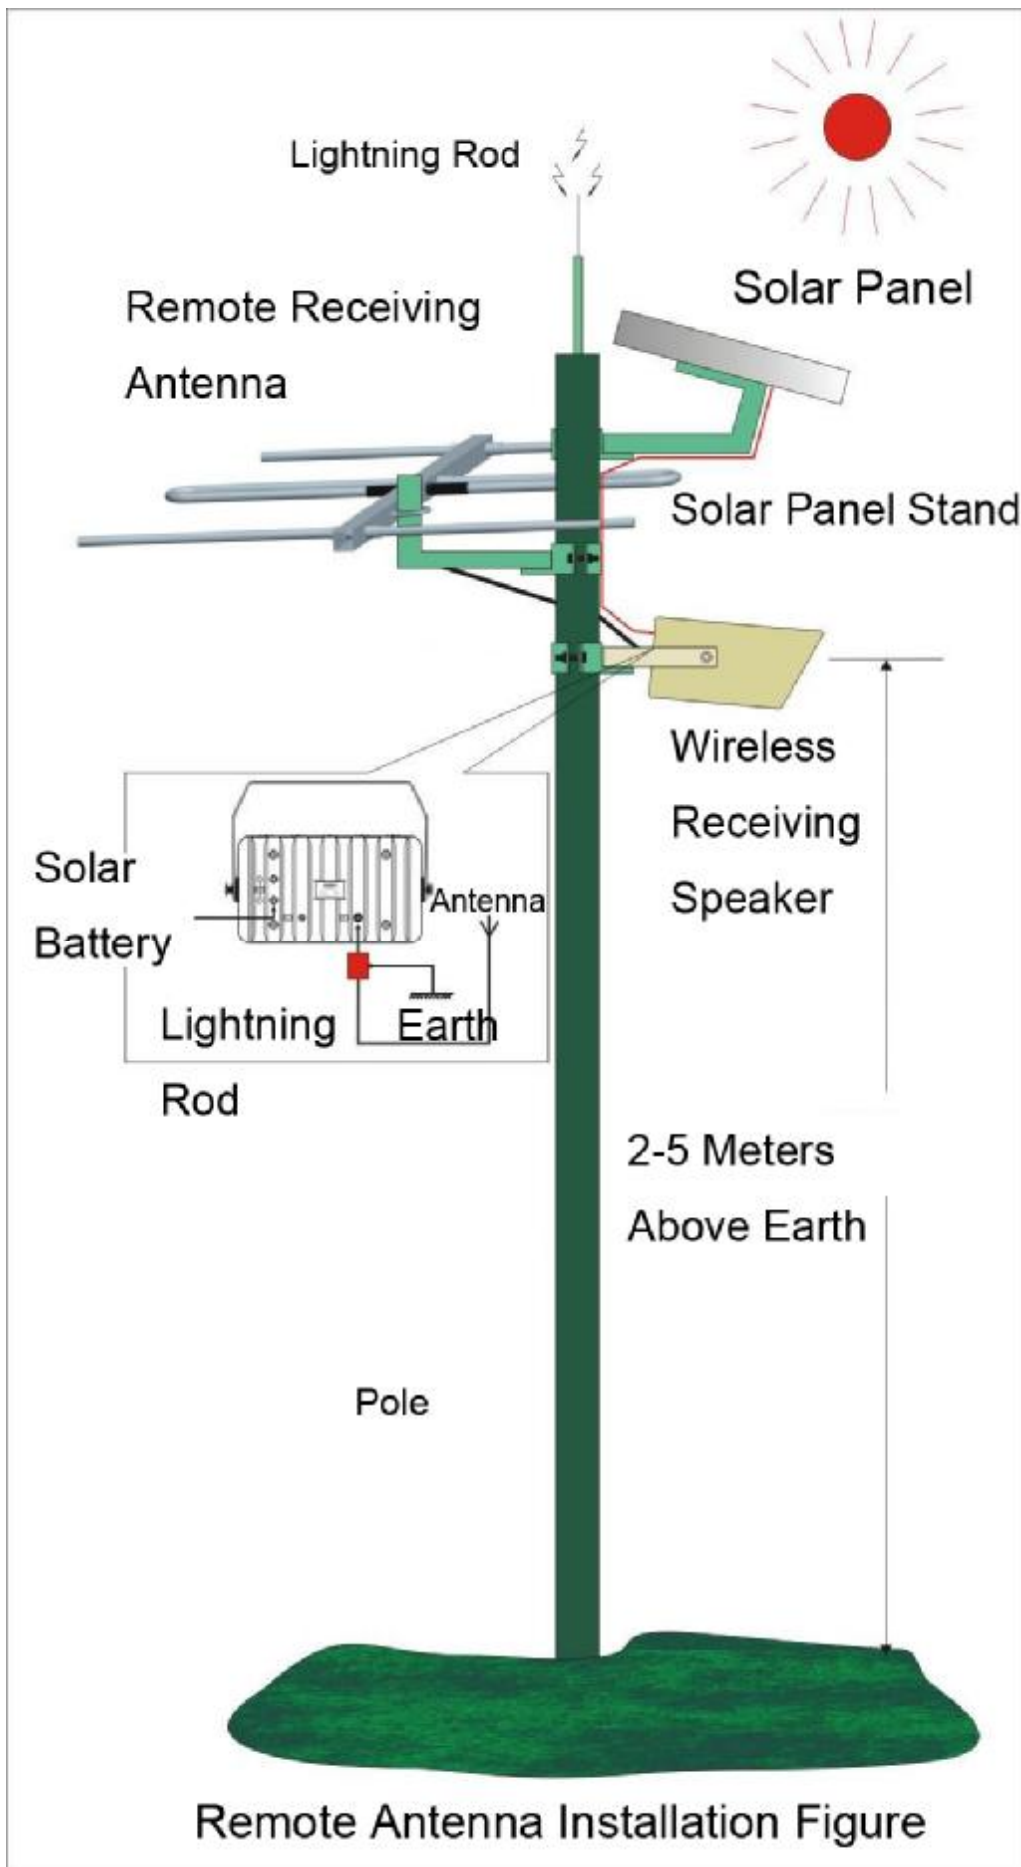 Lightning Rod
Solar Panel
Remote Receiving
Antenna
Solar Panel Stand
Wireless
Receiving
Speaker
Solar
Battery
Antenna
Lightning
Rod
Earth
2-5 Meters
Above Earth
Pole
Remote Antenna Installation Figure